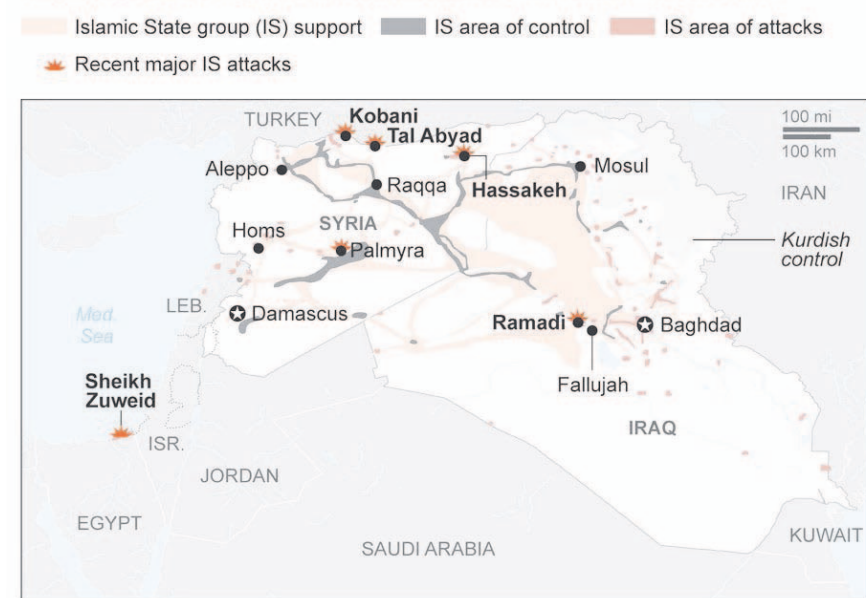 Islamic State group (IS) support
IS area of control
IS area of attacks
Recent major IS attacks
100 mi
100 km
TURKEY
Kobani
Tal Abyad
Aleppo
Raqqa
Hassakeh
Mosul
IRAN
Homs
SYRIA
Palmyra
Kurdish
control
LEB.
Damascus
Med.
Sea
Ramadi
Baghdad
Sheikh
Zuweid
Fallujah
ISR.
IRAQ
JORDAN
EGYPT
SAUDI ARABIA
KUWAIT